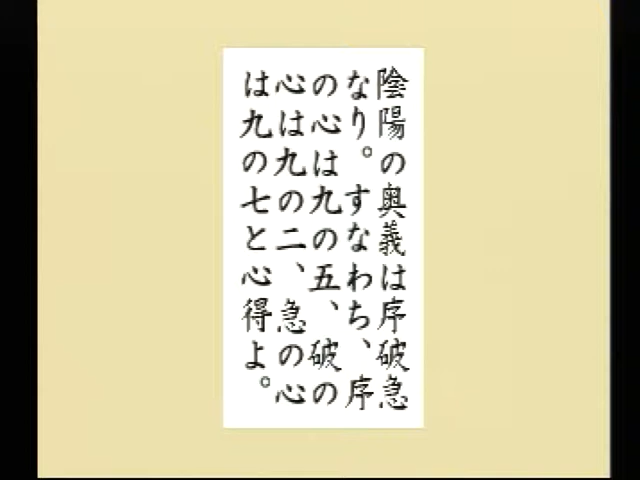 陰陽の奥義は序破急
なり。すなわち、序
の心は九の五、破の
心は九の二、急の心
は九の七と心得よ。